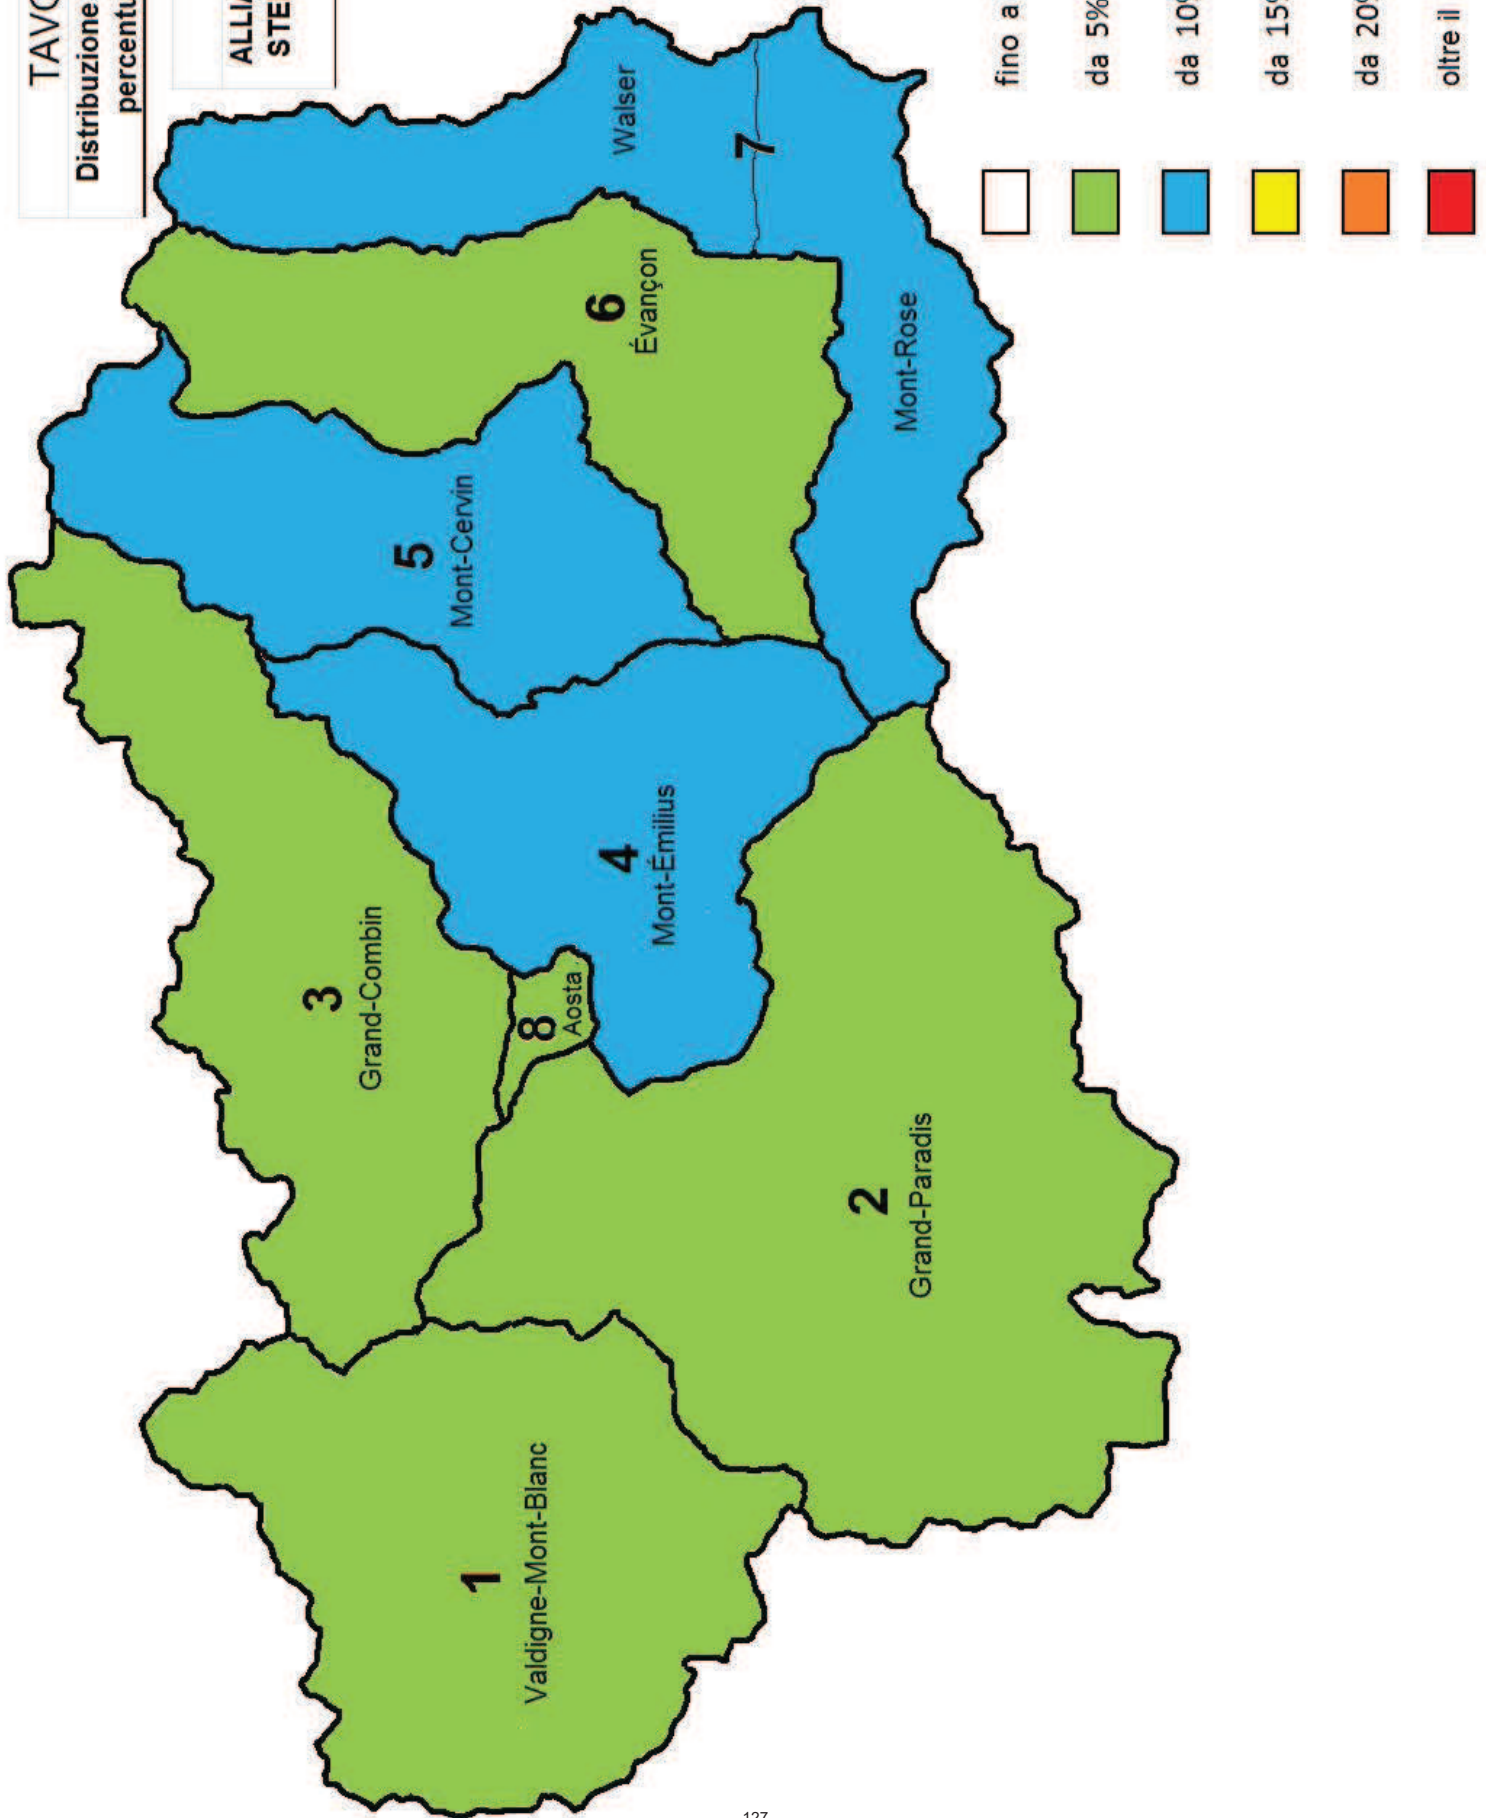 TAVO
Distribuzione
percentu
ALLIA
STE
3
Grand-Combin
5
Mont-Cervin
1
Valdigne-Mont-Blanc
8
Aosta
4
Mont-Émilius
6
Évançon
Walser
7
2
Grand-Paradis
Mont-Rose
fino a
da 5%
da 10%
da 15%
da 20%
oltre il
127